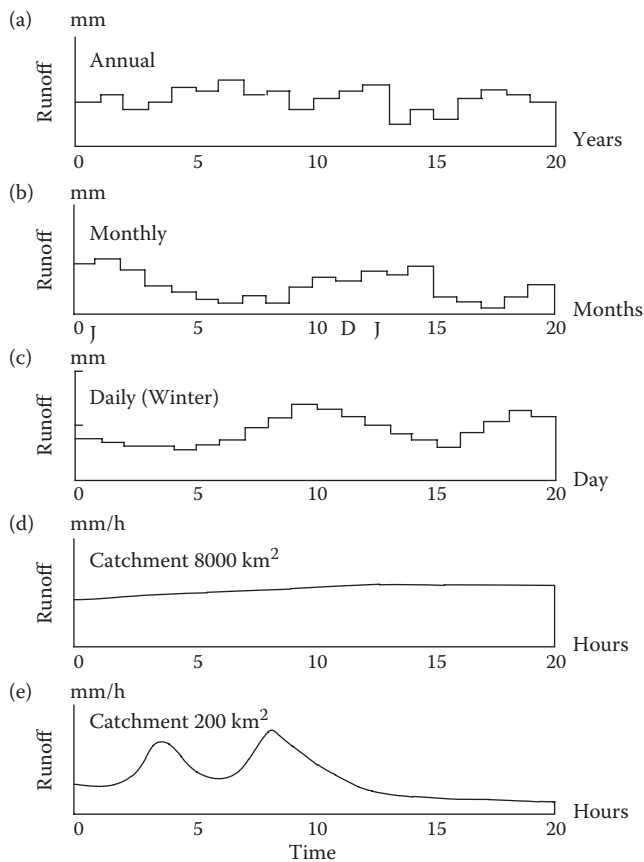 (a) mm
Runoff
Annual
Years
0 5 10 15 20
(b) mm
Runoff
Monthly
Months
0 5 10 15 20
J D J
(c) mm
Runoff
Daily (Winter)
Day
0 5 10 15 20
(d) mm/h
Runoff
Catchment 8000 km²
Hours
0 5 10 15 20
(e) mm/h
Runoff
Catchment 200 km²
Hours
0 5 10 15 20
Time